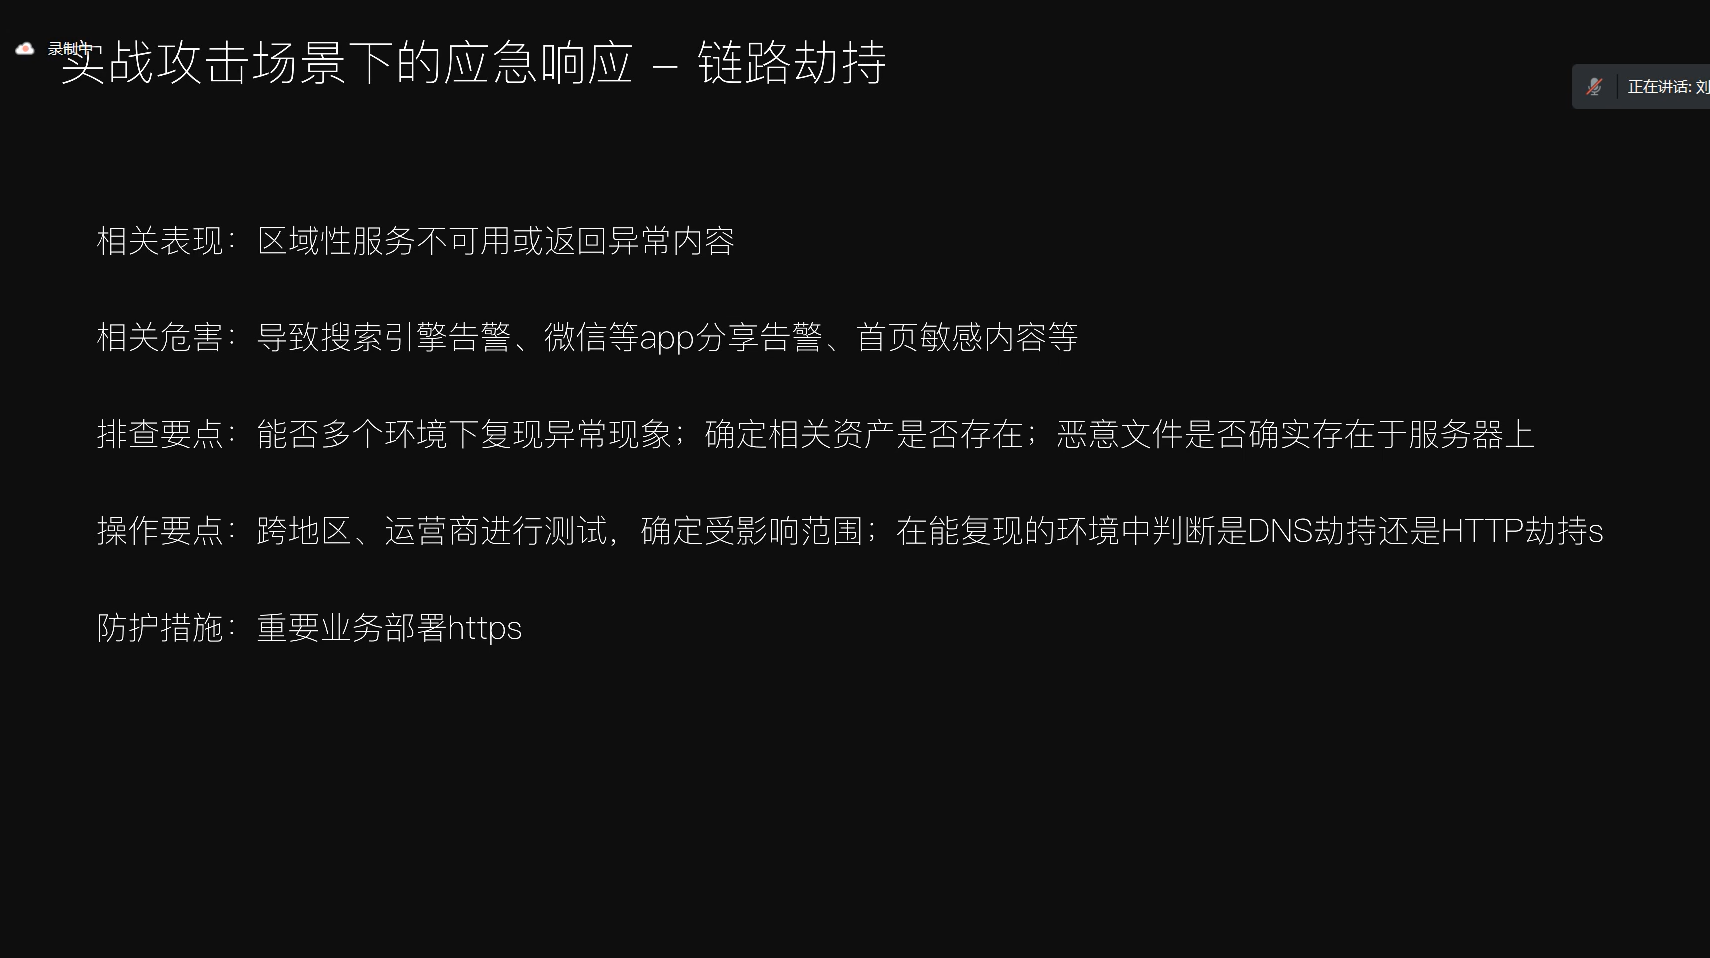 录制中
实战攻击场景下的应急响应 – 链路劫持
正在讲话: 刘
相关表现：区域性服务不可用或返回异常内容
相关危害：导致搜索引擎告警、微信等app分享告警、首页敏感内容等
排查要点：能否多个环境下复现异常现象；确定相关资产是否存在；恶意文件是否确实存在于服务器上
操作要点：跨地区、运营商进行测试，确定受影响范围；在能复现的环境中判断是DNS劫持还是HTTP劫持s
防护措施：重要业务部署https